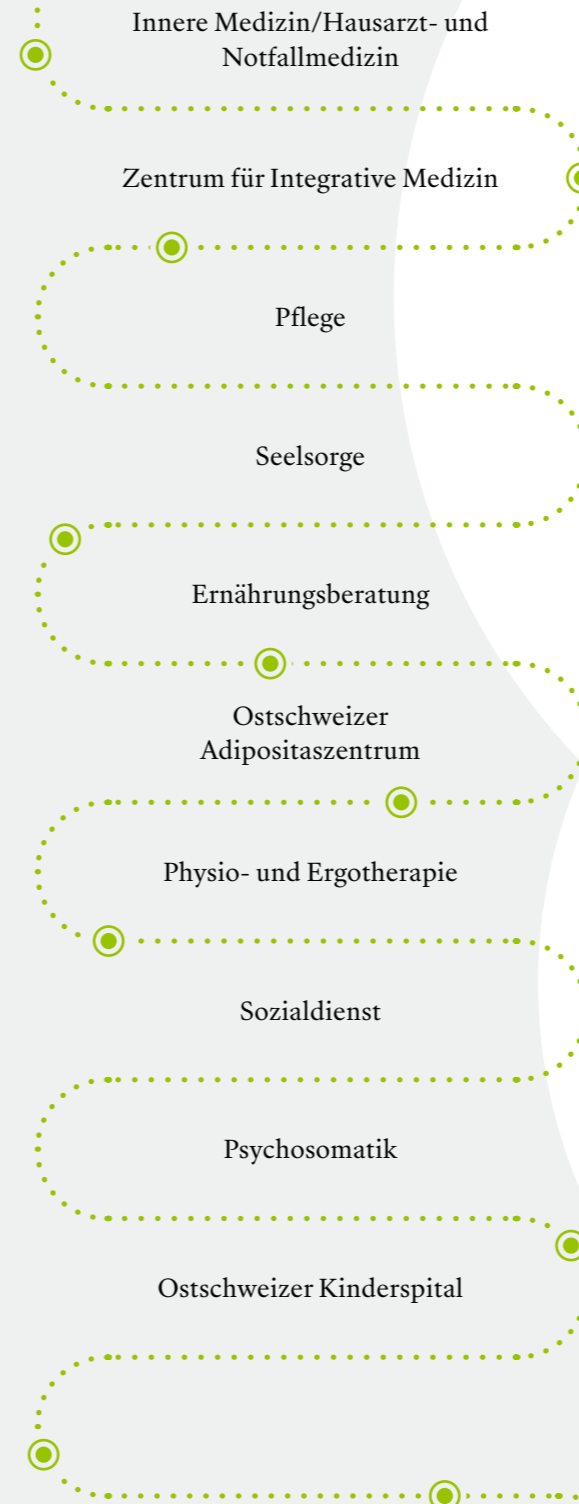 Innere Medizin/Hausarzt- und
Notfallmedizin
Zentrum für Integrative Medizin
Pflege
Seelsorge
Ernährungsberatung
Ostschweizer
Adipositaszentrum
Physio- und Ergotherapie
Sozialdienst
Psychosomatik
Ostschweizer Kinderspital